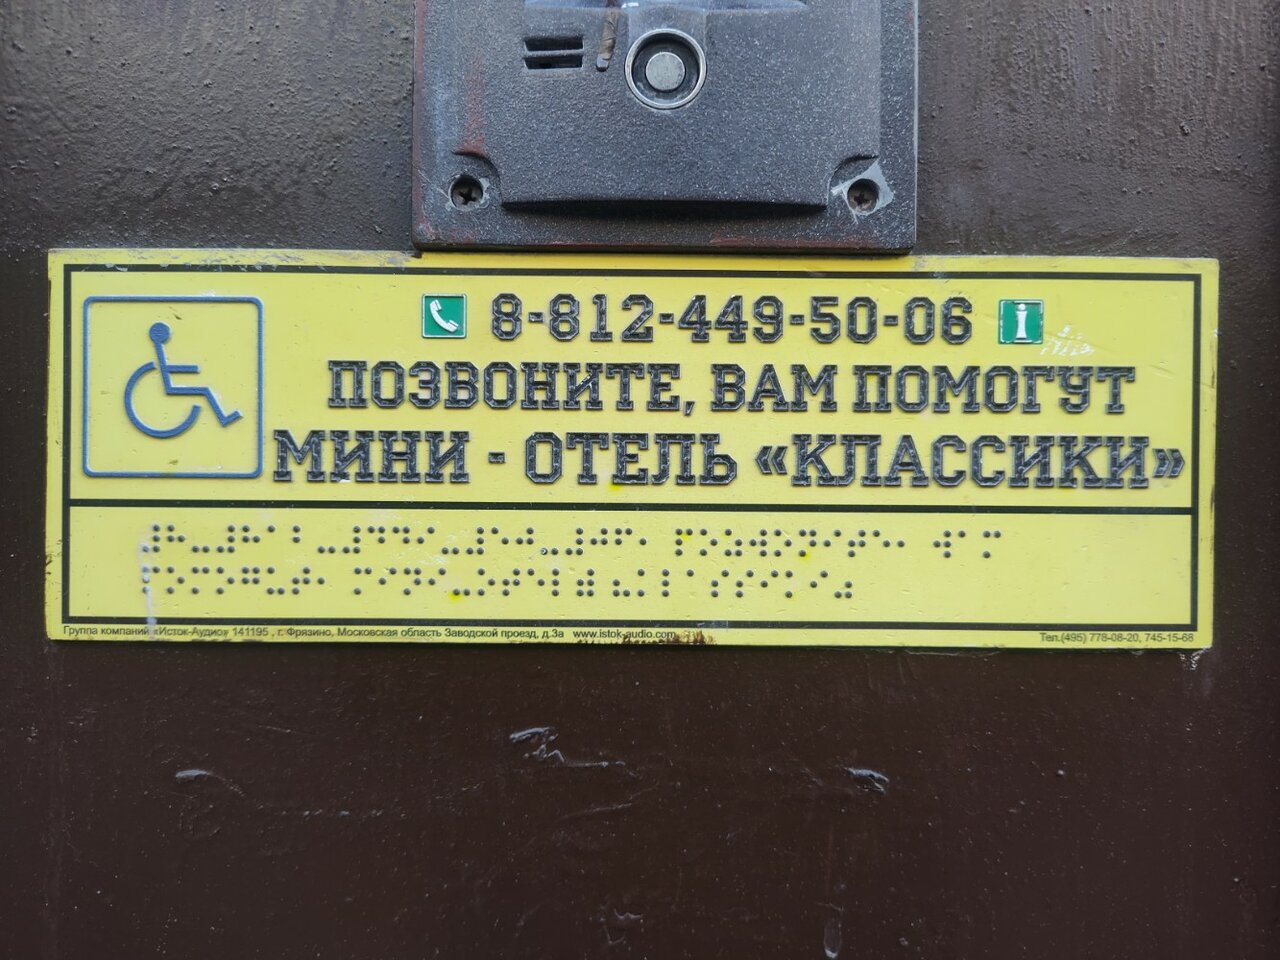 8-812-449-50-06
ПОЗВОНИТЕ, ВАМ ПОМОГУТ
МИНИ - ОТЕЛЬ «КЛАССИКИ»
Группа компаний «Исток-Аудио» 141195 , г. Фрязино, Московская область Заводской проезд, д.3а www.istok-audio.com Тел.(495) 778-08-20, 745-15-68